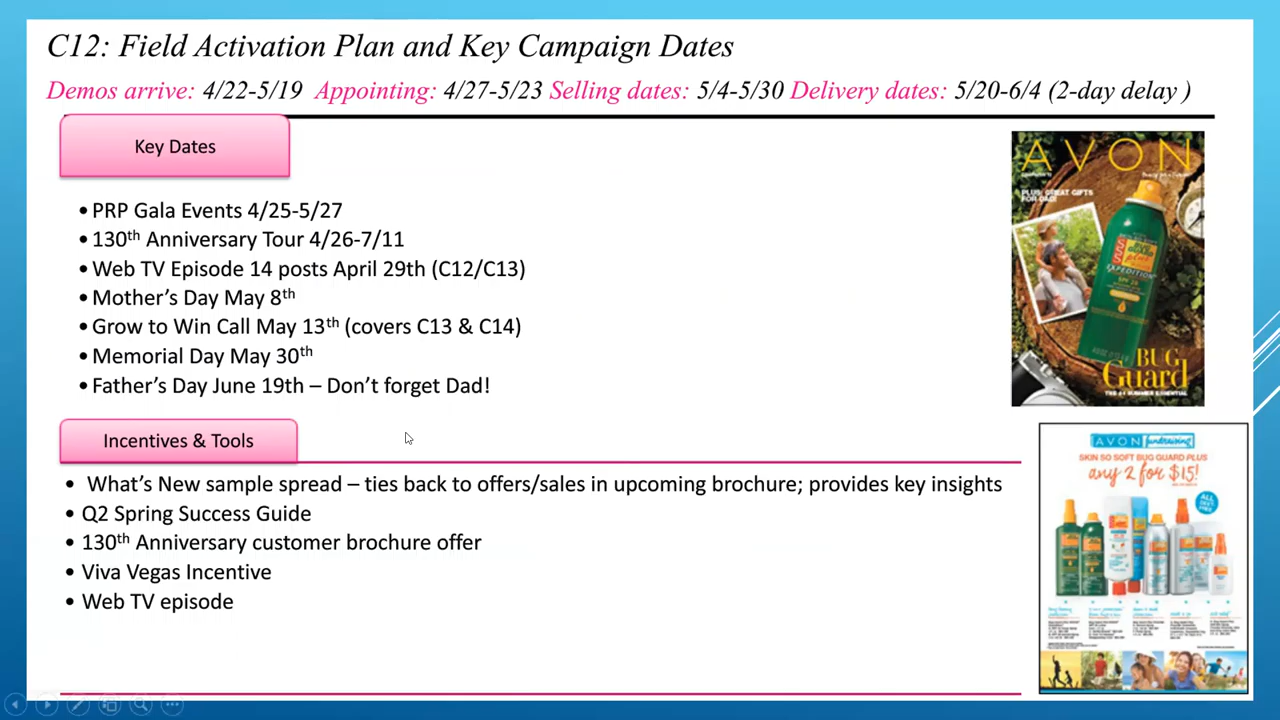 C12: Field Activation Plan and Key Campaign Dates
Demos arrive: 4/22-5/19 Appointing: 4/27-5/23 Selling dates: 5/4-5/30 Delivery dates: 5/20-6/4 (2-day delay )
Key Dates
• PRP Gala Events 4/25-5/27
• 130th Anniversary Tour 4/26-7/11
• Web TV Episode 14 posts April 29th (C12/C13)
• Mother’s Day May 8th
• Grow to Win Call May 13th (covers C13 & C14)
• Memorial Day May 30th
• Father’s Day June 19th – Don’t forget Dad!
AVON
PLUS: GREAT GIFTS
FOR DAD!
EXPEDITION
BUG
Guard
Incentives & Tools
• What’s New sample spread – ties back to offers/sales in upcoming brochure; provides key insights
• Q2 Spring Success Guide
• 130th Anniversary customer brochure offer
• Viva Vegas Incentive
• Web TV episode
AVON fundraising
SKIN SO SOFT BUG GUARD PLUS
any 2 for $15!